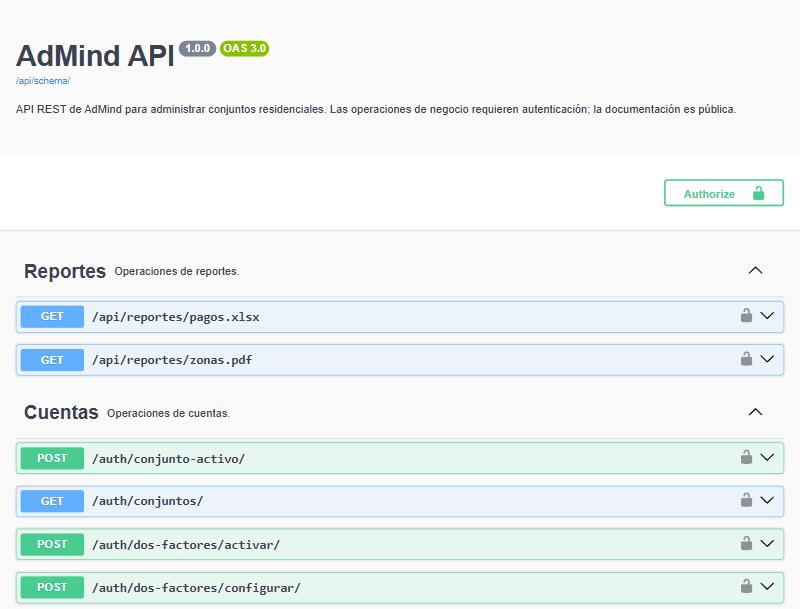 AdMind API 1.0.0 OAS 3.0
/api/schema/
API REST de AdMind para administrar conjuntos residenciales. Las operaciones de negocio requieren autenticación; la documentación es pública.
Authorize
Reportes Operaciones de reportes.
GET /api/reportes/pagos.xlsx
GET /api/reportes/zonas.pdf
Cuentas Operaciones de cuentas.
POST /auth/conjunto-activo/
GET /auth/conjuntos/
POST /auth/dos-factores/activar/
POST /auth/dos-factores/configurar/